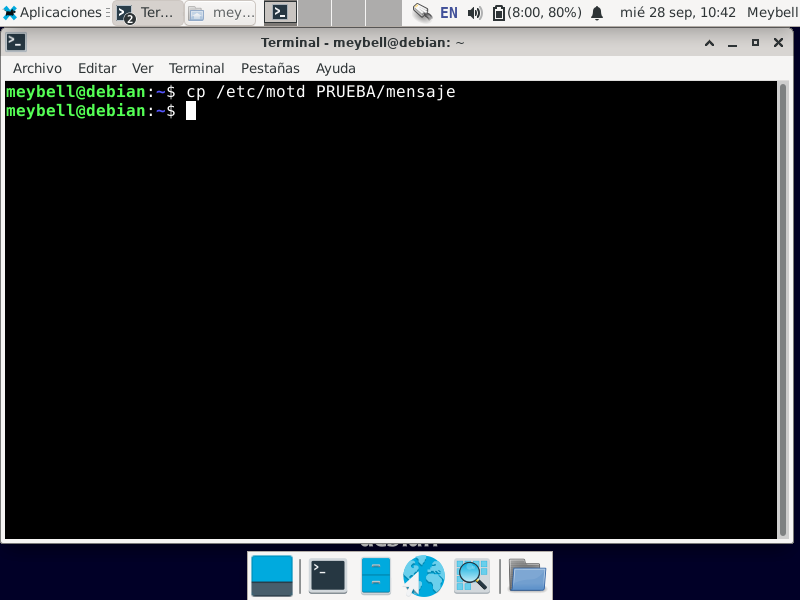 Aplicaciones
2
Ter...
mey...
EN
(8:00, 80%)
mié 28 sep, 10:42
Meybell
Terminal - meybell@debian: ~
Archivo Editar Ver Terminal Pestañas Ayuda
meybell@debian:~$ cp /etc/motd PRUEBA/mensaje
meybell@debian:~$